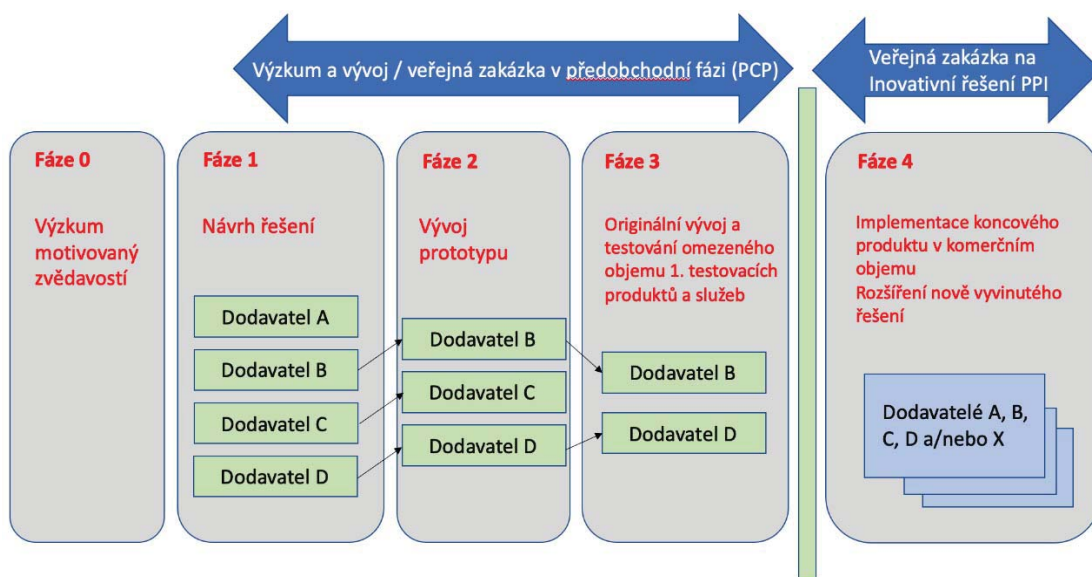 Výzkum a vývoj / veřejná zakázka v předobchodní fázi (PCP)
Veřejná zakázka na
Inovativní řešení PPI
Fáze 0
Výzkum
motivovaný
zvědavostí
Fáze 1
Návrh řešení
Dodavatel A
Dodavatel B
Dodavatel C
Dodavatel D
Fáze 2
Vývoj
prototypu
Dodavatel B
Dodavatel C
Dodavatel D
Fáze 3
Originální vývoj a
testování omezeného
objemu 1. testovacích
produktů a služeb
Dodavatel B
Dodavatel D
Fáze 4
Implementace koncového
produktu v komerčním
objemu
Rozšíření nově vyvinutého
řešení
Dodavatelé A, B,
C, D a/nebo X